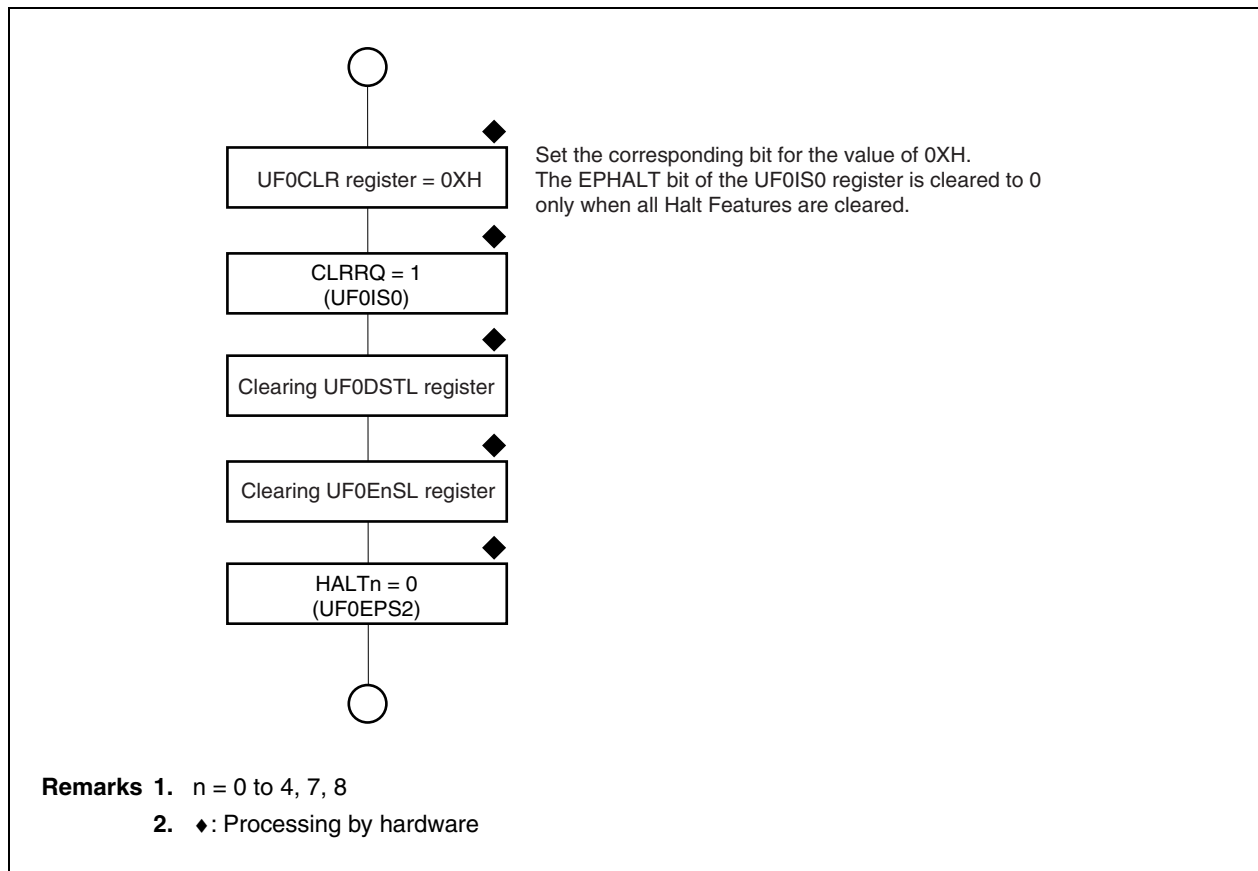 UF0CLR register = 0XH
Set the corresponding bit for the value of 0XH.
The EPHALT bit of the UF0IS0 register is cleared to 0
only when all Halt Features are cleared.
CLRRQ = 1
(UF0IS0)
Clearing UF0DSTL register
Clearing UF0EnSL register
HALTn = 0
(UF0EPS2)
Remarks 1. n = 0 to 4, 7, 8
2. ♦: Processing by hardware